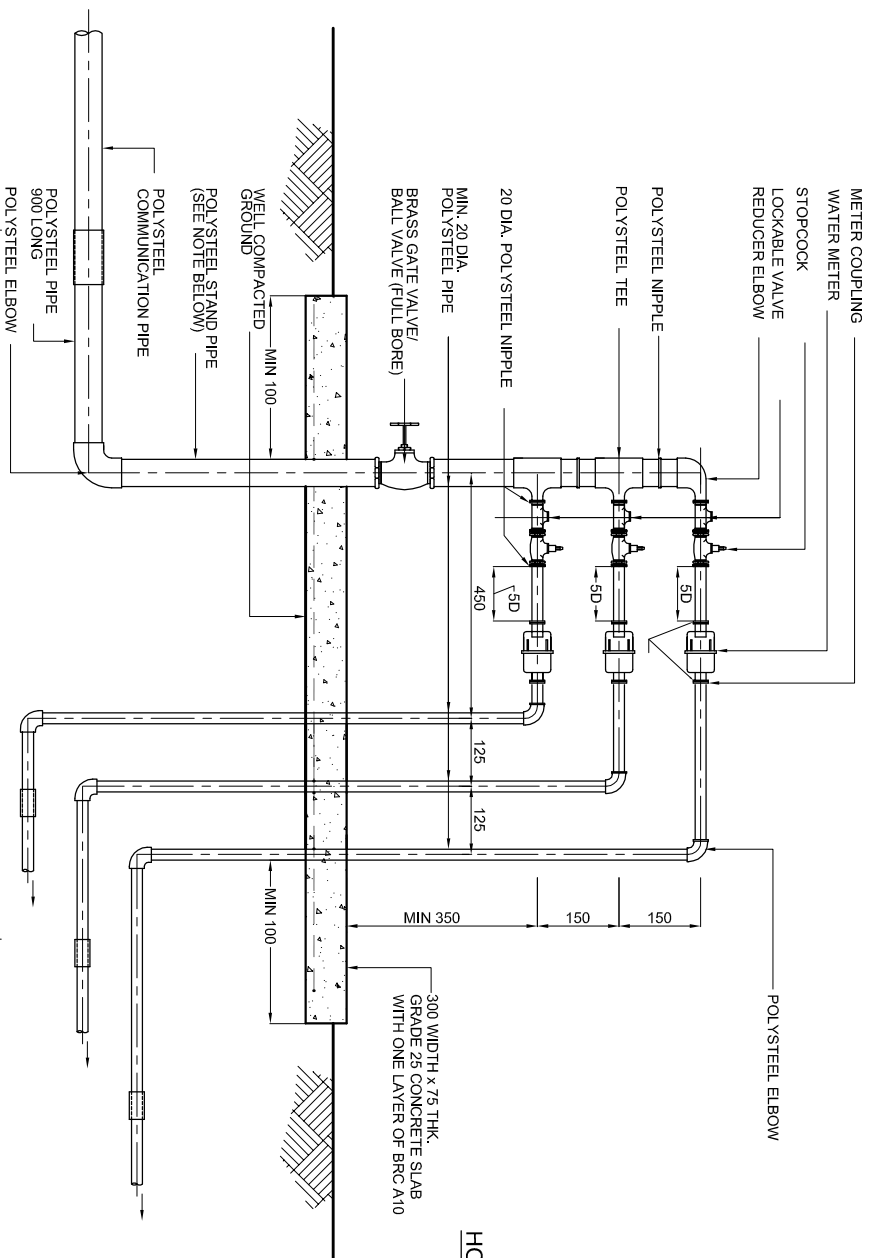 METER COUPLING
WATER METER
STOPCOCK
LOCKABLE VALVE
REDUCER ELBOW
POLYSTEEL NIPPLE
POLYSTEEL TEE
20 DIA. POLYSTEEL NIPPLE
MIN. 20 DIA.
POLYSTEEL PIPE
BRASS GATE VALVE/
BALL VALVE (FULL BORE)
WELL COMPACTED
GROUND
POLYSTEEL STAND PIPE
(SEE NOTE BELOW)
POLYSTEEL
COMMUNICATION PIPE
POLYSTEEL PIPE
900 LONG
POLYSTEEL ELBOW
MIN 100
5D
5D
5D
450
125
125
MIN 100
MIN 350
150
150
POLYSTEEL ELBOW
300 WIDTH x 75 THK.
GRADE 25 CONCRETE SLAB
WITH ONE LAYER OF BRC A10
HO